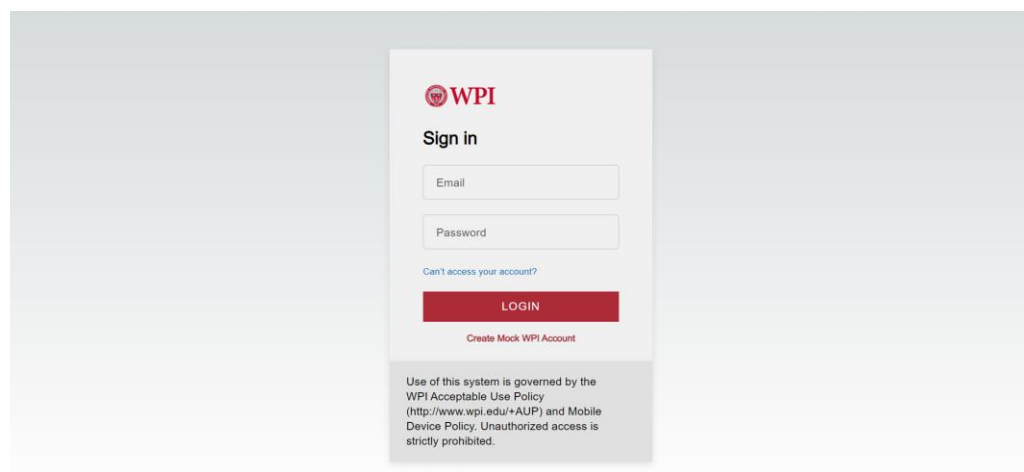 WPI
Sign in
Email
Password
Can't access your account?
LOGIN
Create Mock WPI Account
Use of this system is governed by the
WPI Acceptable Use Policy
(http://www.wpi.edu/+AUP) and Mobile
Device Policy. Unauthorized access is
strictly prohibited.